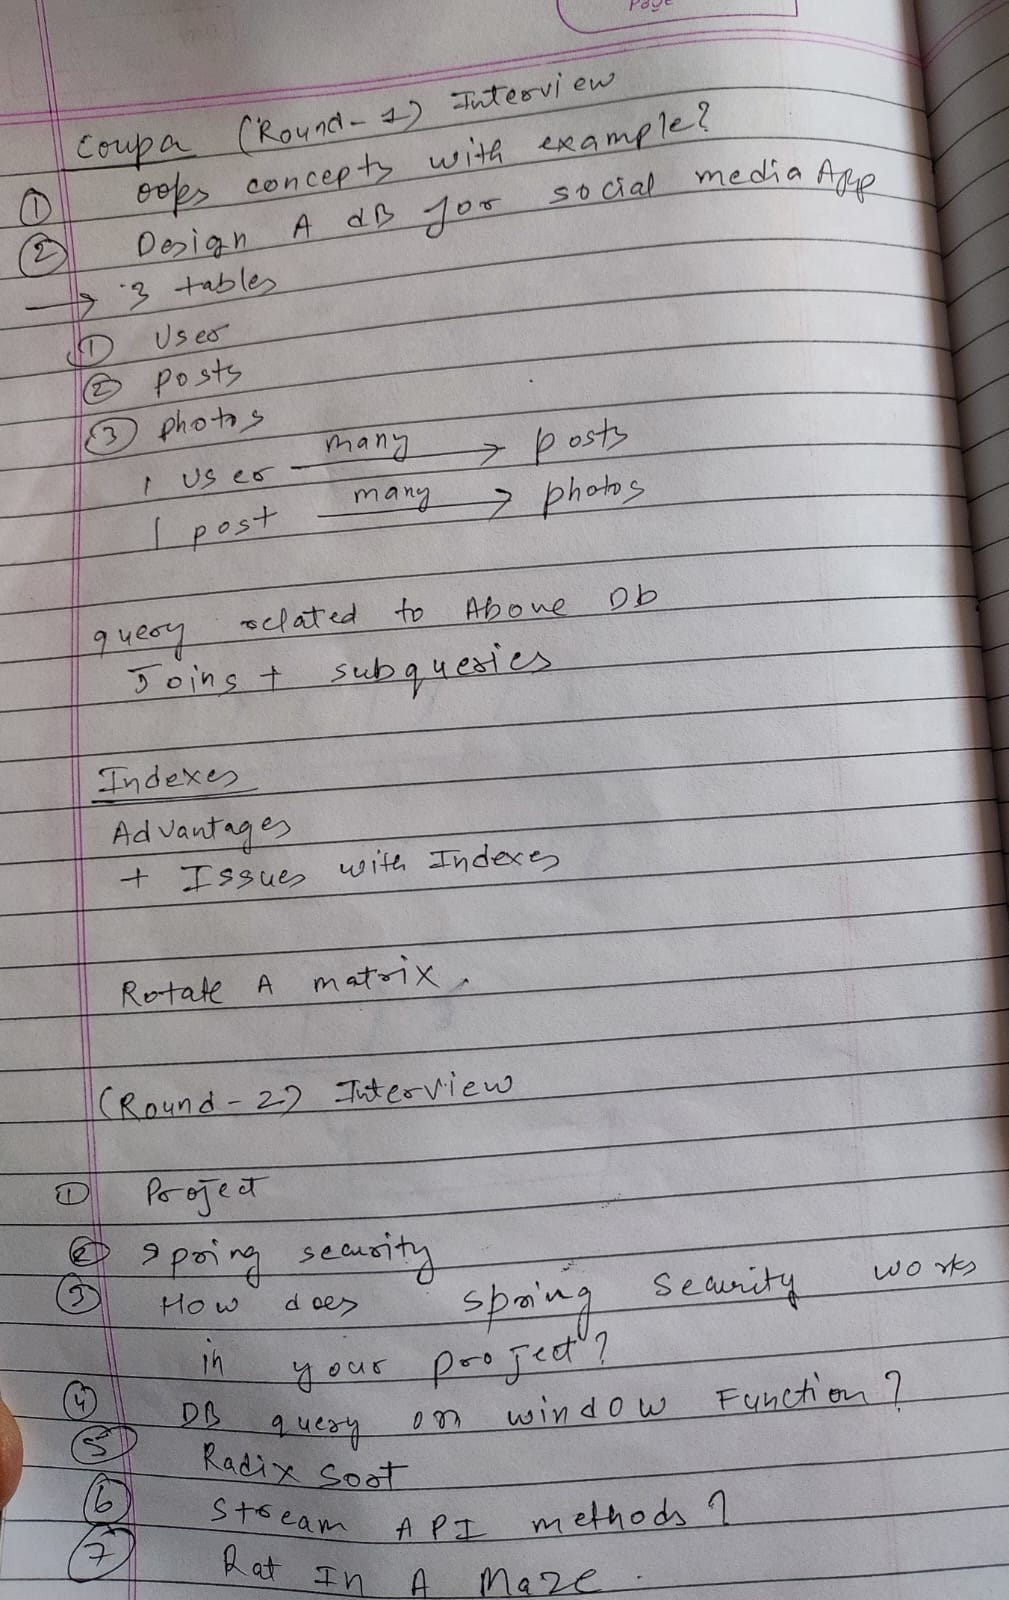 Page
Coupa (Round-1) Interview
① oops concepts with example?
② Design A dB for social media App
→ 3 tables
① User
② posts
③ photos
1 user many → posts
1 post many → photos
query related to Above Db
Joins + subqueries
Indexes
Advantages
+ Issues with Indexes
Rotate A matrix.
(Round-2) Interview
① Project
② spring security
③ How does spring security works
in your project?
④ DB query on window Function?
⑤ Radix Sort
⑥ Stream API methods?
⑦ Rat In A Maze.